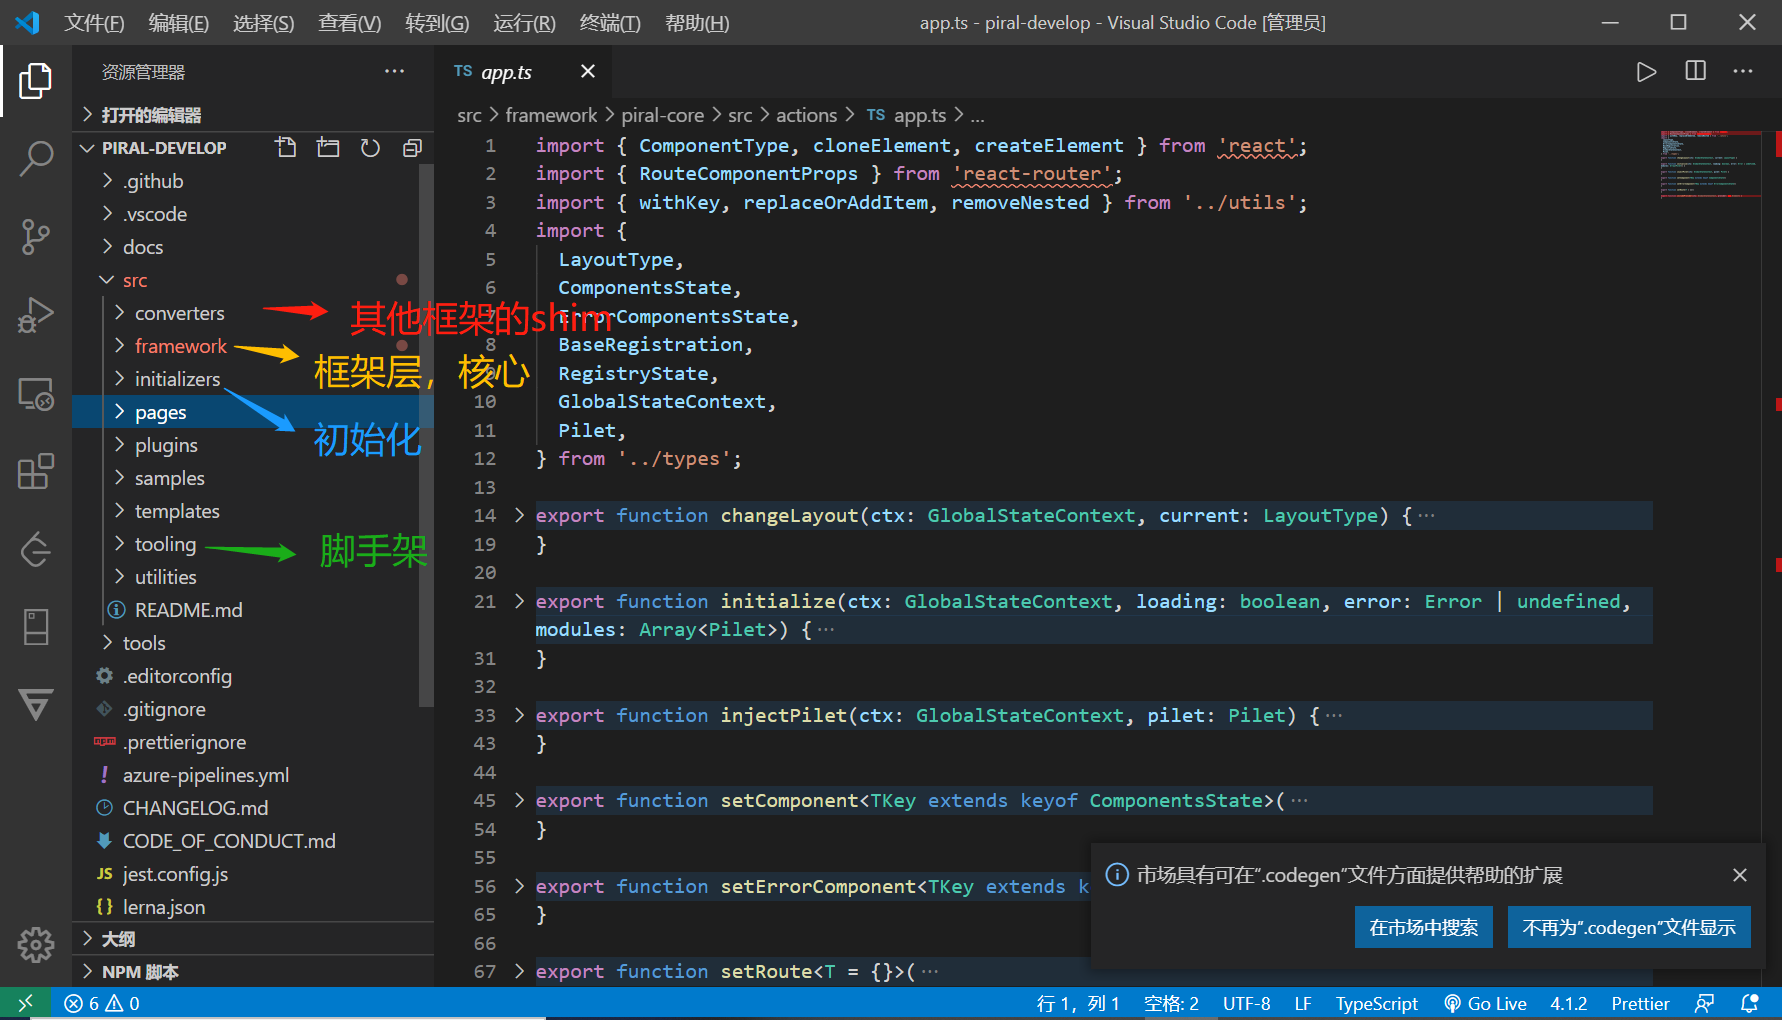 文件(F) 编辑(E) 选择(S) 查看(V) 转到(G) 运行(R) 终端(T) 帮助(H) app.ts - piral-develop - Visual Studio Code [管理员]
资源管理器 ···
TS app.ts
打开的编辑器
src > framework > piral-core > src > actions > TS app.ts > ...
PIRAL-DEVELOP
.github
.vscode
docs
src
converters
framework
initializers
pages
plugins
samples
templates
tooling
utilities
README.md
tools
.editorconfig
.gitignore
.prettierignore
azure-pipelines.yml
CHANGELOG.md
CODE_OF_CONDUCT.md
JS jest.config.js
{} lerna.json
大纲
NPM 脚本
其他框架的shim
框架层，核心
初始化
脚手架
1 import { ComponentType, cloneElement, createElement } from 'react';
2 import { RouteComponentProps } from 'react-router';
3 import { withKey, replaceOrAddItem, removeNested } from '../utils';
4 import {
5 LayoutType,
6 ComponentsState,
7 ErrorComponentsState,
8 BaseRegistration,
9 RegistryState,
10 GlobalStateContext,
11 Pilet,
12 } from '../types';
13
14 export function changeLayout(ctx: GlobalStateContext, current: LayoutType) {···
19 }
20
21 export function initialize(ctx: GlobalStateContext, loading: boolean, error: Error | undefined,
modules: Array<Pilet>) {···
31 }
32
33 export function injectPilet(ctx: GlobalStateContext, pilet: Pilet) {···
43 }
44
45 export function setComponent<TKey extends keyof ComponentsState>(···
54 }
55
56 export function setErrorComponent<TKey extends k
65 }
66
67 export function setRoute<T = {}>(···
市场具有可在“.codegen”文件方面提供帮助的扩展
在市场中搜索 不再为“.codegen”文件显示
6 0 行 1，列 1 空格: 2 UTF-8 LF TypeScript Go Live 4.1.2 Prettier